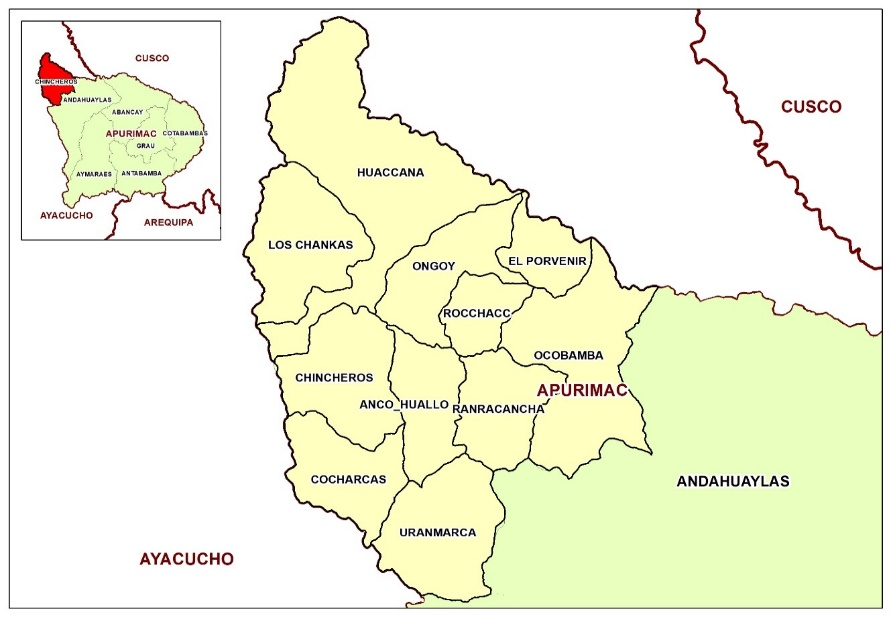 CUSCO
CHINCHEROS
ANDAHUAYLAS
ABANCAY
APURIMAC
COTABAMBAS
GRAU
AYMARAES
ANTABAMBA
AYACUCHO
AREQUIPA
CUSCO
HUACCANA
LOS CHANKAS
EL PORVENIR
ONGOY
ROCCHACC
OCOBAMBA
CHINCHEROS
APURIMAC
ANCO_HUALLO
RANRACANCHA
COCHARCAS
ANDAHUAYLAS
URANMARCA
AYACUCHO